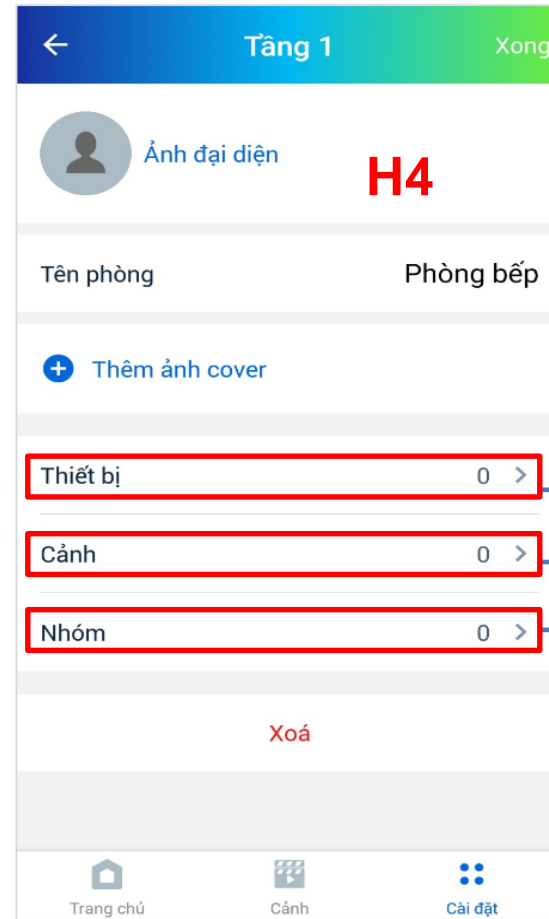 Tầng 1 Xong
Ảnh đại diện
H4
Tên phòng Phòng bếp
Thêm ảnh cover
Thiết bị 0
Cảnh 0
Nhóm 0
Xoá
Trang chủ Cảnh Cài đặt